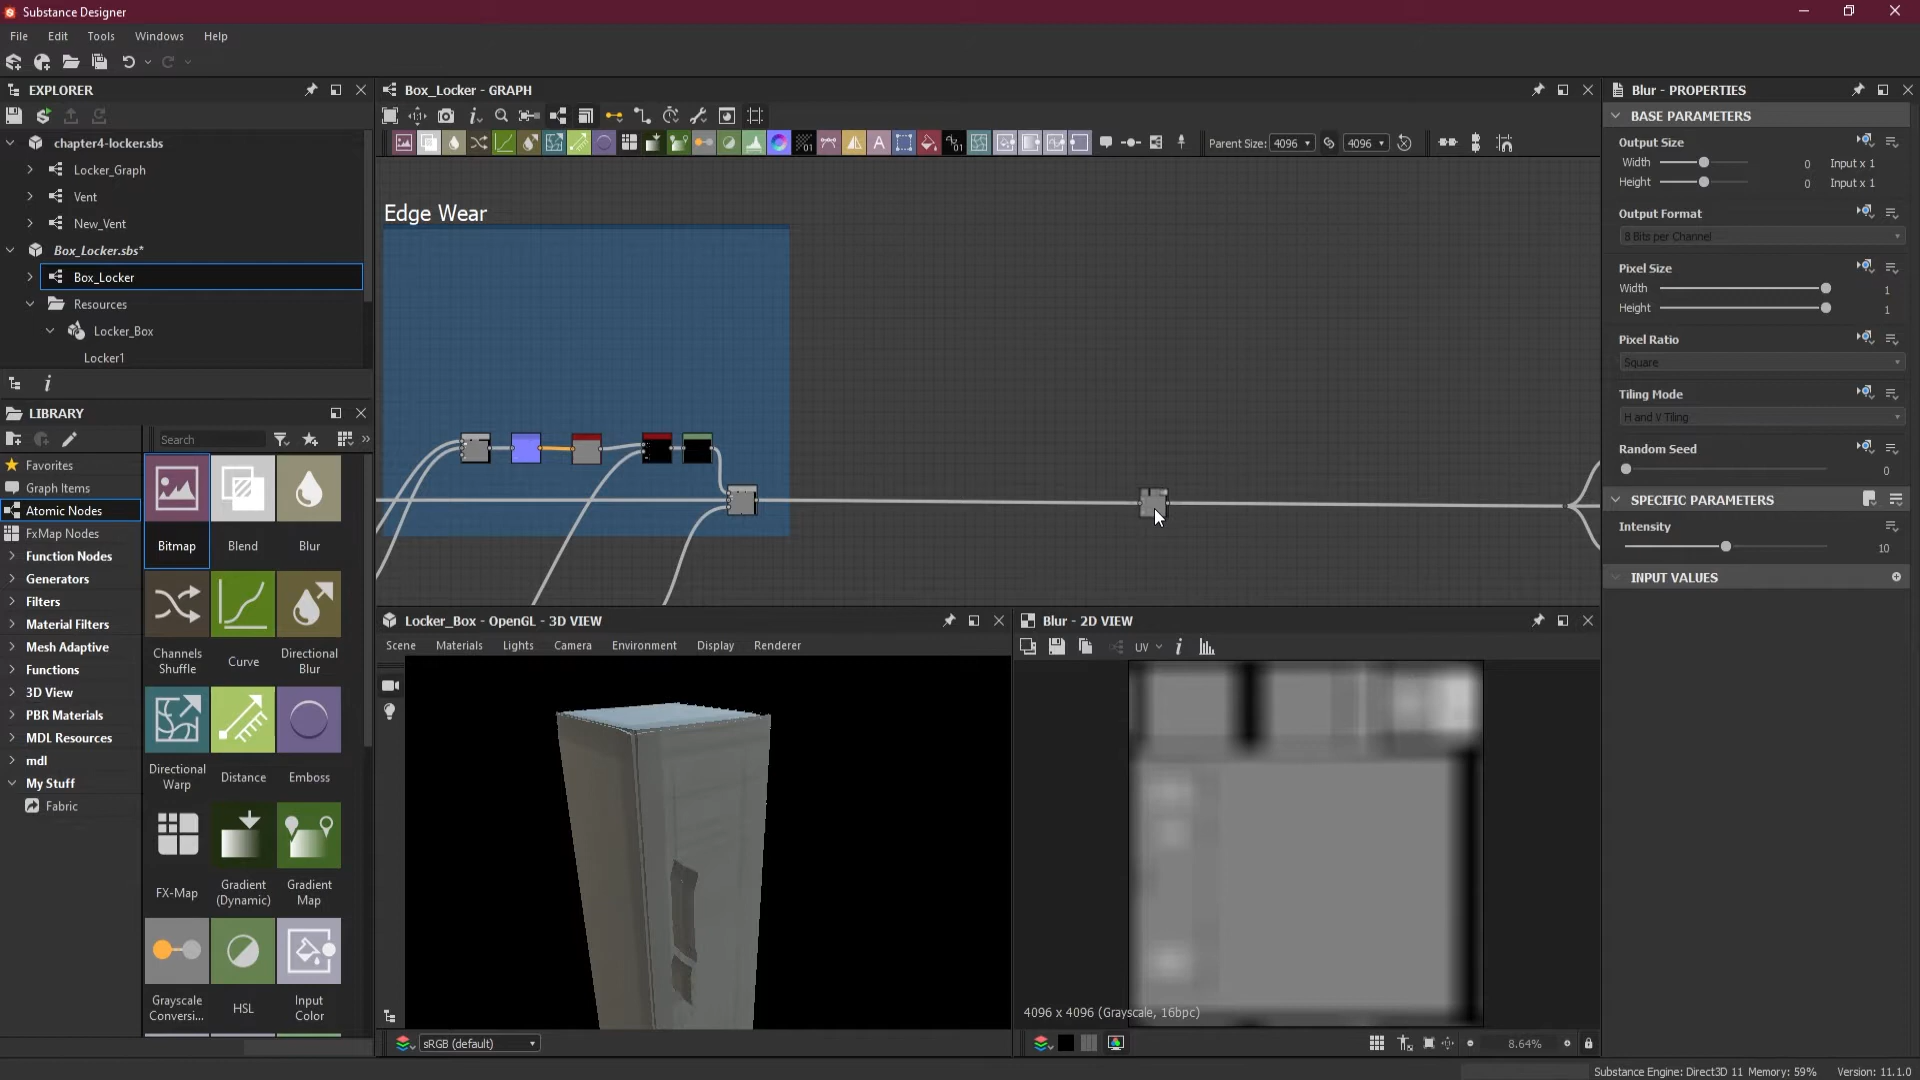 Substance Designer
File Edit Tools Windows Help
EXPLORER
chapter4-locker.sbs
Locker_Graph
Vent
New_Vent
Box_Locker.sbs*
Box_Locker
Resources
Locker_Box
Locker1
LIBRARY
Search
Favorites
Graph Items
Atomic Nodes
FxMap Nodes
Function Nodes
Generators
Filters
Material Filters
Mesh Adaptive
Functions
3D View
PBR Materials
MDL Resources
mdl
My Stuff
Fabric
Bitmap Blend Blur
Channels Shuffle
Curve
Directional Blur
Directional Warp
Distance
Emboss
FX-Map
Gradient (Dynamic)
Gradient Map
Grayscale Conversi...
HSL
Input Color
Box_Locker - GRAPH
Parent Size: 4096 4096
Edge Wear
Locker_Box - OpenGL - 3D VIEW
Scene Materials Lights Camera Environment Display Renderer
sRGB (default)
Blur - 2D VIEW
UV
4096 x 4096 (Grayscale, 16bpc)
8.64%
Blur - PROPERTIES
BASE PARAMETERS
Output Size
Width 0 Input x 1
Height 0 Input x 1
Output Format
8 Bits per Channel
Pixel Size
Width 1
Height 1
Pixel Ratio
Square
Tiling Mode
H and V Tiling
Random Seed
0
SPECIFIC PARAMETERS
Intensity
10
INPUT VALUES
Substance Engine: Direct3D 11 Memory: 59% Version: 11.1.0